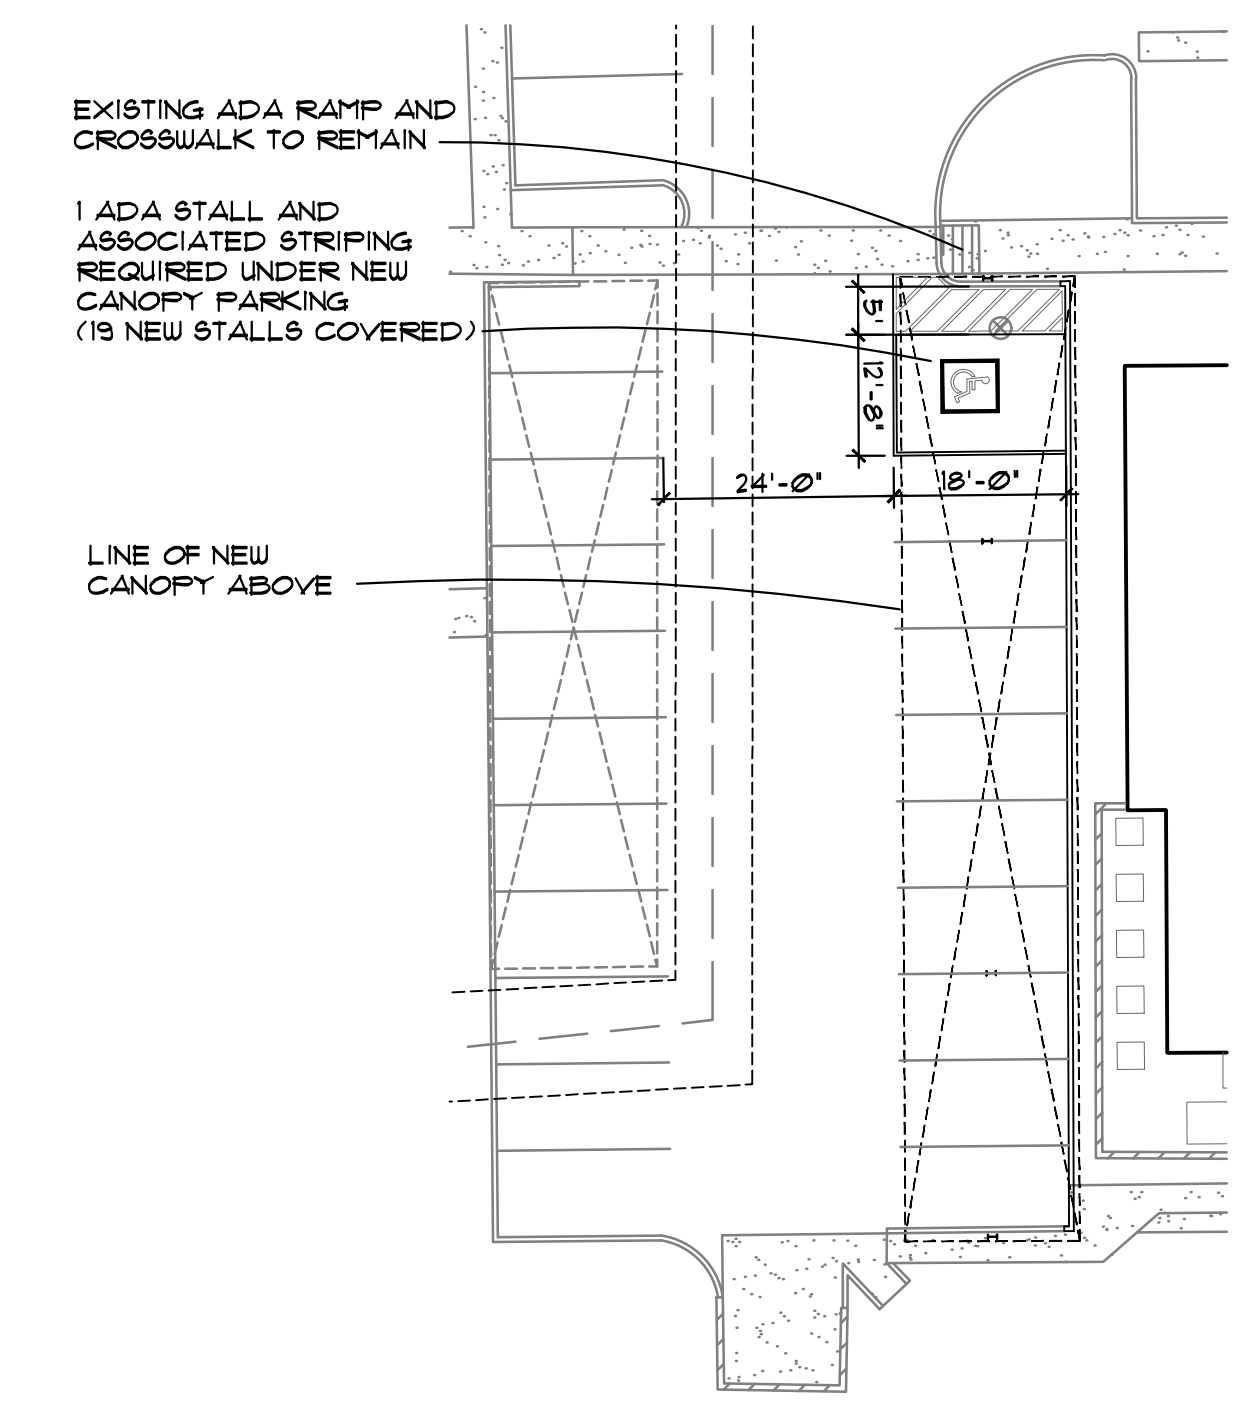 EXISTING ADA RAMP AND
CROSSWALK TO REMAIN
1 ADA STALL AND
ASSOCIATED STRIPING
REQUIRED UNDER NEW
CANOPY PARKING
(19 NEW STALLS COVERED)
5'
12'-8"
24'-0"
18'-0"
LINE OF NEW
CANOPY ABOVE